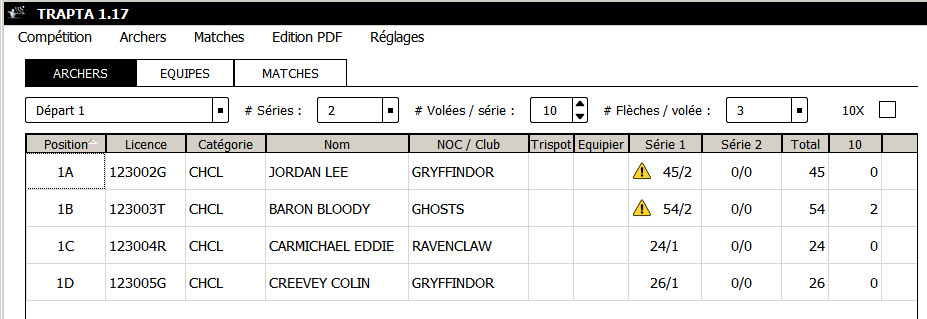 TRAPTA 1.17
Compétition Archers Matches Edition PDF Réglages
ARCHERS EQUIPES MATCHES
Départ 1 # Séries : 2 # Volées / série : 10 # Flèches / volée : 3 10X
Position Licence Catégorie Nom NOC / Club Trispot Equipier Série 1 Série 2 Total 10
1A 123002G CHCL JORDAN LEE GRYFFINDOR 45/2 0/0 45 0
1B 123003T CHCL BARON BLOODY GHOSTS 54/2 0/0 54 2
1C 123004R CHCL CARMICHAEL EDDIE RAVENCLAW 24/1 0/0 24 0
1D 123005G CHCL CREEVEY COLIN GRYFFINDOR 26/1 0/0 26 0